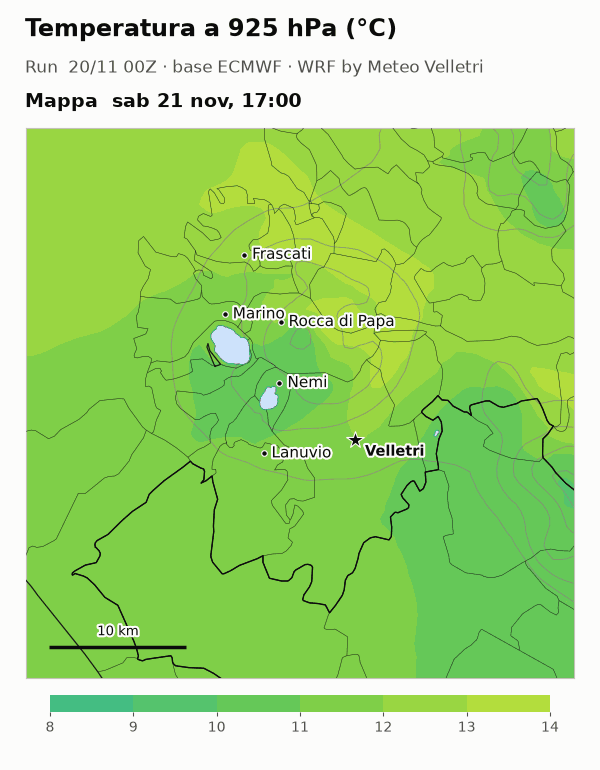 Temperatura a 925 hPa (°C)
Run  20/11 00Z · base ECMWF · WRF by Meteo Velletri
Mappa  sab 21 nov, 17:00
Frascati
Marino
Rocca di Papa
Nemi
Velletri
Lanuvio
10 km
8 9 10 11 12 13 14